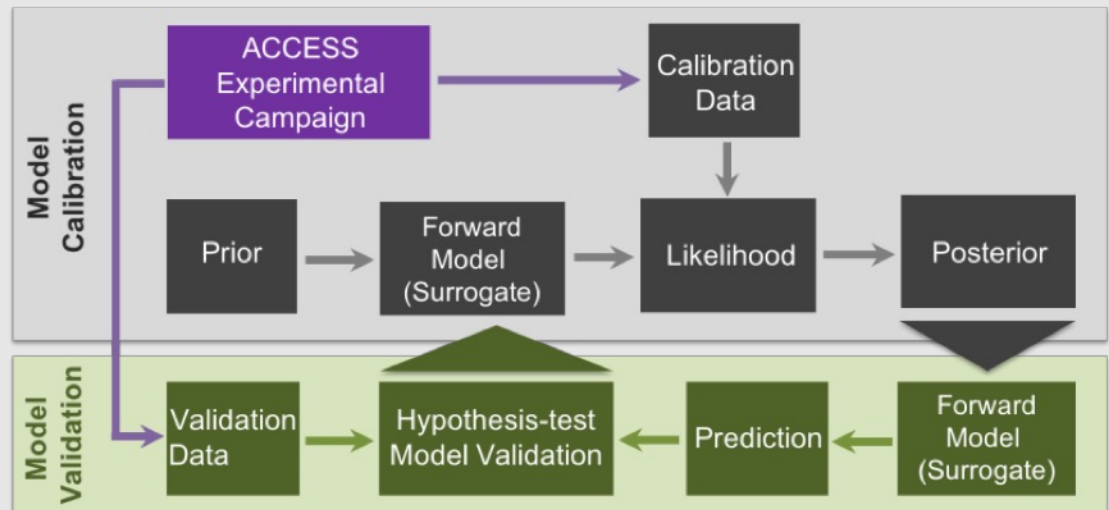 Model
Calibration
ACCESS
Experimental
Campaign
Calibration
Data
Prior
Forward
Model
(Surrogate)
Likelihood
Posterior
Model
Validation
Validation
Data
Hypothesis-test
Model Validation
Prediction
Forward
Model
(Surrogate)